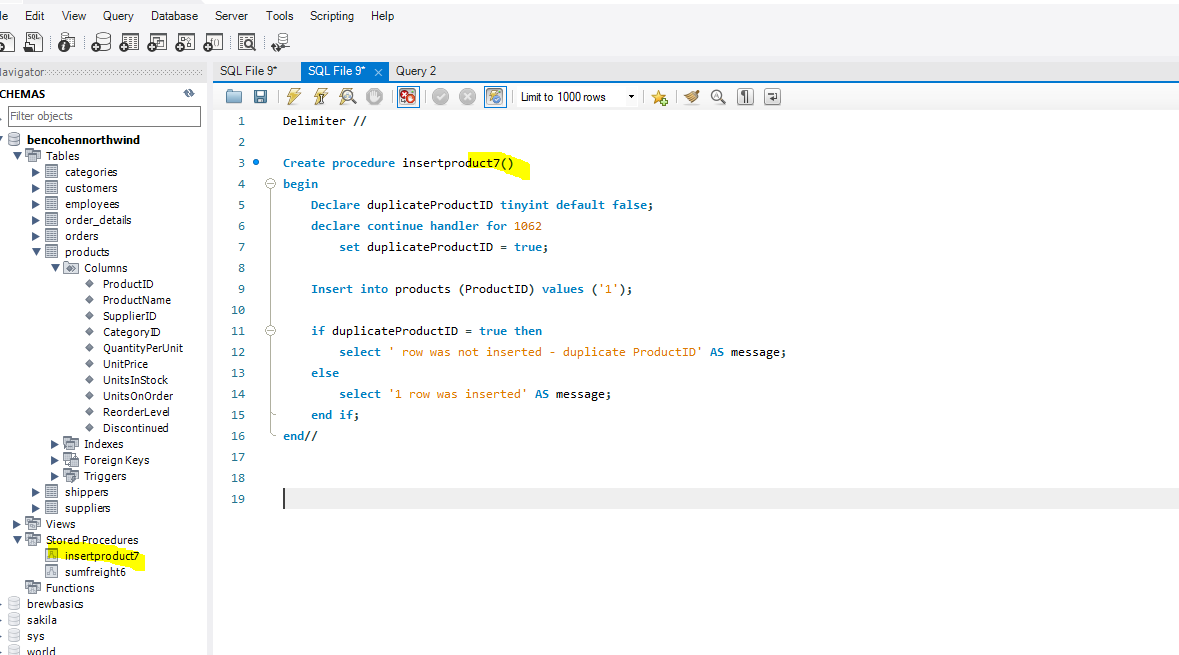 le Edit View Query Database Server Tools Scripting Help
SQL SQL
avigator
SQL File 9* SQL File 9* × Query 2
CHEMAS
Limit to 1000 rows
Filter objects
bencohennorthwind
Tables
categories
customers
employees
order_details
orders
products
Columns
ProductID
ProductName
SupplierID
CategoryID
QuantityPerUnit
UnitPrice
UnitsInStock
UnitsOnOrder
ReorderLevel
Discontinued
Indexes
Foreign Keys
Triggers
shippers
suppliers
Views
Stored Procedures
insertproduct7
sumfreight6
Functions
brewbasics
sakila
sys
world
1 Delimiter //
2
3 Create procedure insertproduct7()
4 begin
5 Declare duplicateProductID tinyint default false;
6 declare continue handler for 1062
7 set duplicateProductID = true;
8
9 Insert into products (ProductID) values ('1');
10
11 if duplicateProductID = true then
12 select ' row was not inserted - duplicate ProductID' AS message;
13 else
14 select '1 row was inserted' AS message;
15 end if;
16 end//
17
18
19